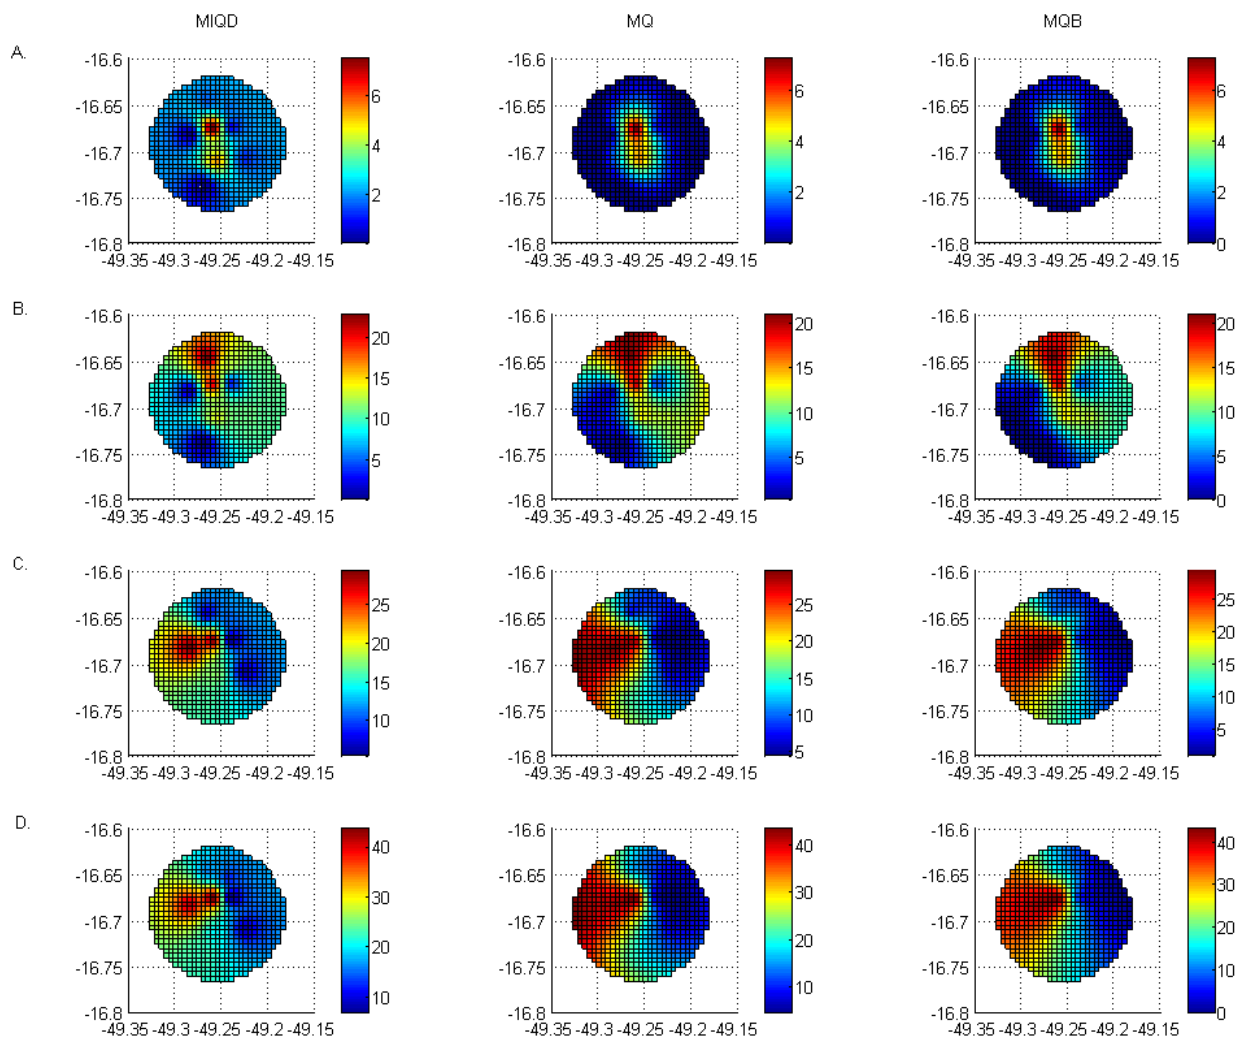 MIQD MQ MQB
A.
-16.6 -16.6 -16.6
-16.65 6 -16.65 6 -16.65 6
-16.7 4 -16.7 4 -16.7 4
-16.75 2 -16.75 2 -16.75 2
-16.8 -16.8 -16.8 0
-49.35 -49.3 -49.25 -49.2 -49.15 -49.35 -49.3 -49.25 -49.2 -49.15 -49.35 -49.3 -49.25 -49.2 -49.15
B.
-16.6 20 -16.6 20 -16.6 20
-16.65 15 -16.65 15 -16.65 15
-16.7 10 -16.7 10 -16.7 10
-16.75 5 -16.75 5 -16.75 5
-16.8 -16.8 -16.8 0
-49.35 -49.3 -49.25 -49.2 -49.15 -49.35 -49.3 -49.25 -49.2 -49.15 -49.35 -49.3 -49.25 -49.2 -49.15
C.
-16.6 25 -16.6 25 -16.6 25
-16.65 20 -16.65 20 -16.65 20
-16.7 15 -16.7 15 -16.7 15
-16.75 10 -16.75 10 -16.75 10
-16.8 -16.8 5 -16.8 5
-49.35 -49.3 -49.25 -49.2 -49.15 -49.35 -49.3 -49.25 -49.2 -49.15 -49.35 -49.3 -49.25 -49.2 -49.15
D.
-16.6 40 -16.6 40 -16.6 40
-16.65 30 -16.65 30 -16.65 30
-16.7 20 -16.7 20 -16.7 20
-16.75 10 -16.75 10 -16.75 10
-16.8 -16.8 -16.8 0
-49.35 -49.3 -49.25 -49.2 -49.15 -49.35 -49.3 -49.25 -49.2 -49.15 -49.35 -49.3 -49.25 -49.2 -49.15